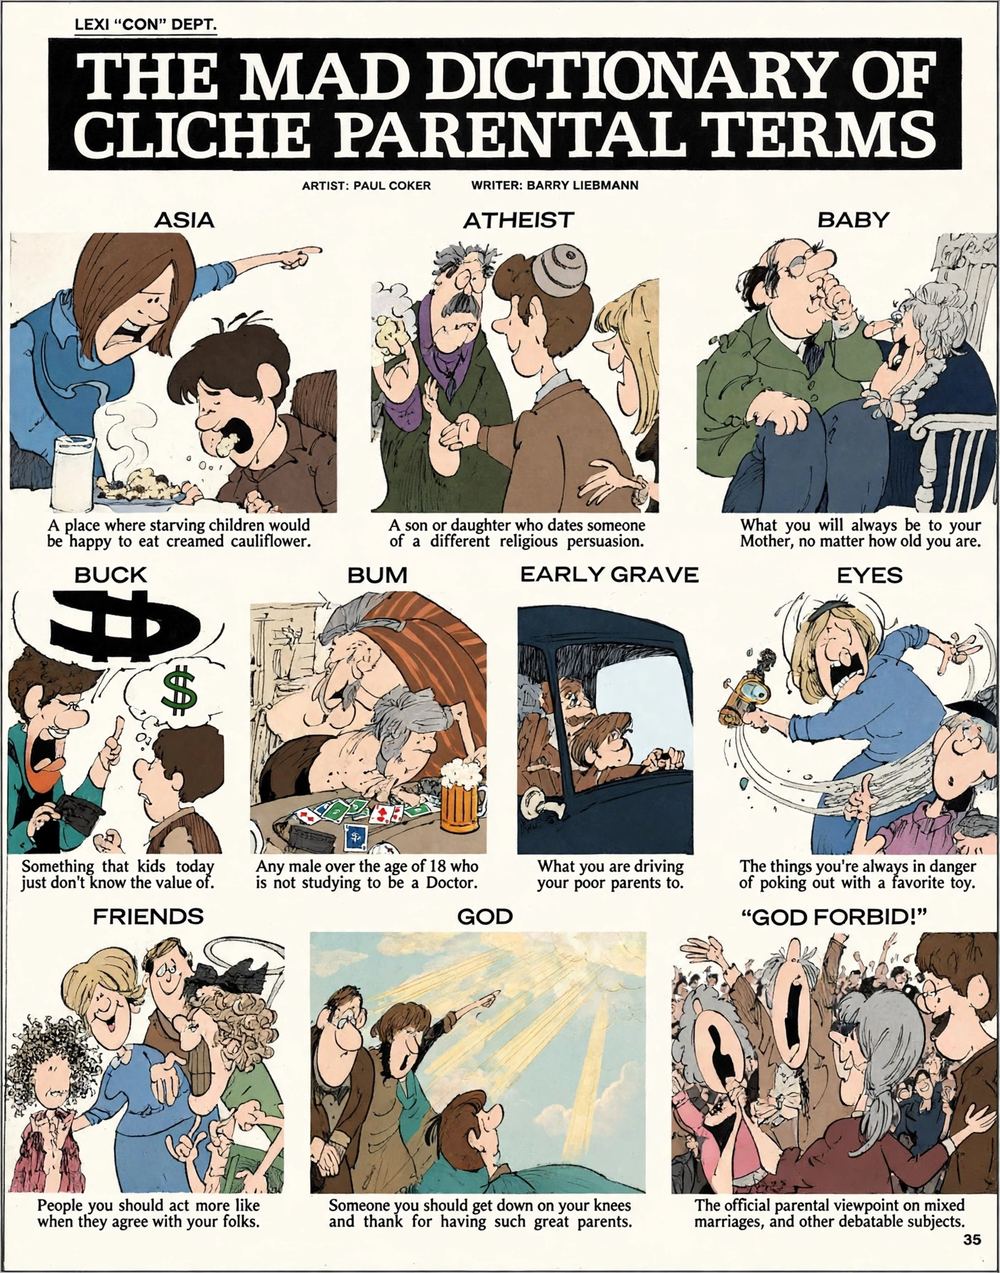 LEXI “CON” DEPT.
THE MAD DICTIONARY OF
CLICHE PARENTAL TERMS
ARTIST: PAUL COKER WRITER: BARRY LIEBMANN
ASIA
A place where starving children would
be happy to eat creamed cauliflower.
ATHEIST
A son or daughter who dates someone
of a different religious persuasion.
BABY
What you will always be to your
Mother, no matter how old you are.
BUCK
$
$
Something that kids today
just don't know the value of.
BUM
Any male over the age of 18 who
is not studying to be a Doctor.
EARLY GRAVE
What you are driving
your poor parents to.
EYES
The things you're always in danger
of poking out with a favorite toy.
FRIENDS
People you should act more like
when they agree with your folks.
GOD
Someone you should get down on your knees
and thank for having such great parents.
“GOD FORBID!”
The official parental viewpoint on mixed
marriages, and other debatable subjects.
35